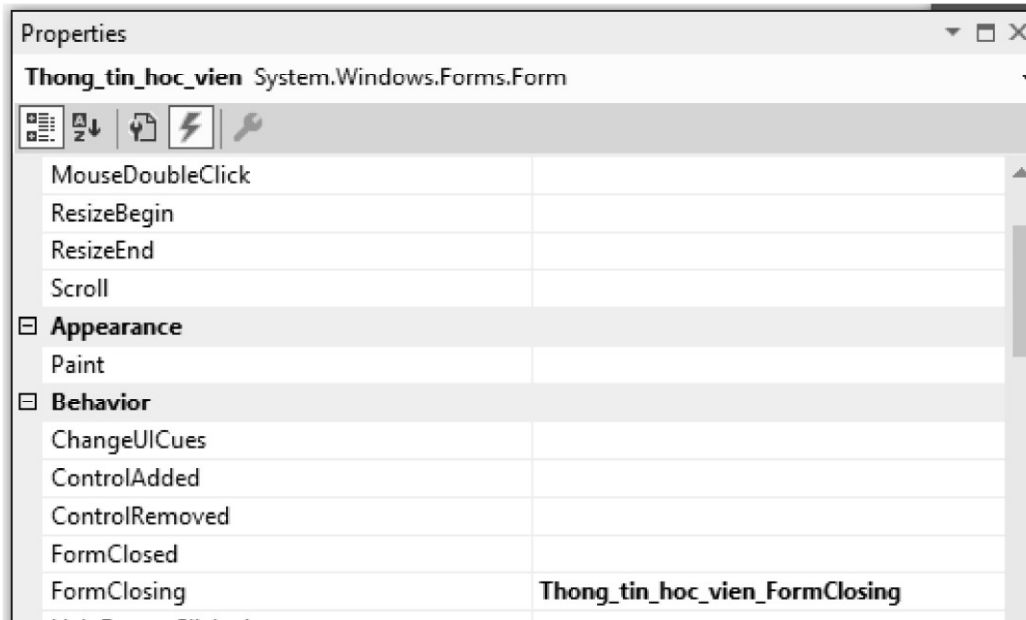 Properties
Thong_tin_hoc_vien System.Windows.Forms.Form
MouseDoubleClick
ResizeBegin
ResizeEnd
Scroll
Appearance
Paint
Behavior
ChangeUICues
ControlAdded
ControlRemoved
FormClosed
FormClosing Thong_tin_hoc_vien_FormClosing